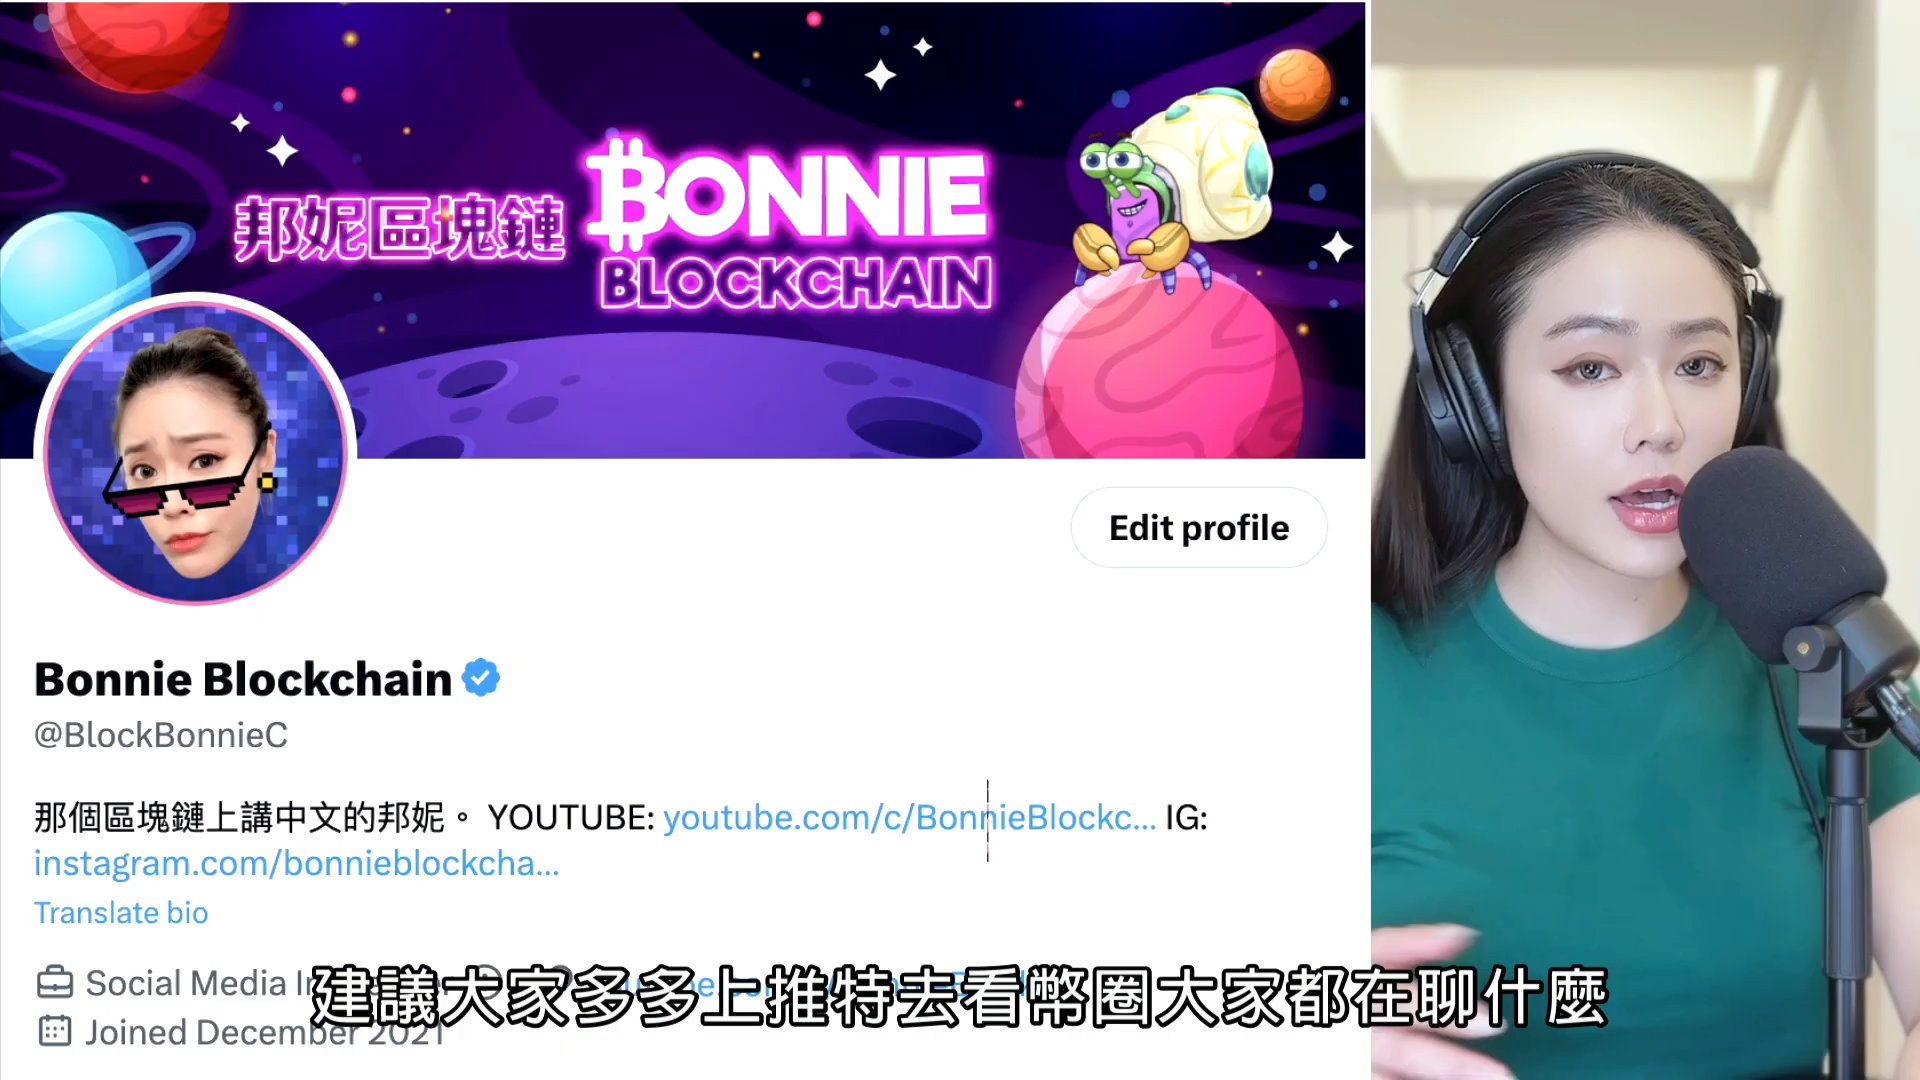 邦妮區塊鏈
BONNIE
BLOCKCHAIN
Edit profile
Bonnie Blockchain
@BlockBonnieC
那個區塊鏈上講中文的邦妮。 YOUTUBE: youtube.com/c/BonnieBlockc... IG:
instagram.com/bonnieblockcha...
Translate bio
Social Media
Joined December 2021
建議大家多多上推特去看幣圈大家都在聊什麼